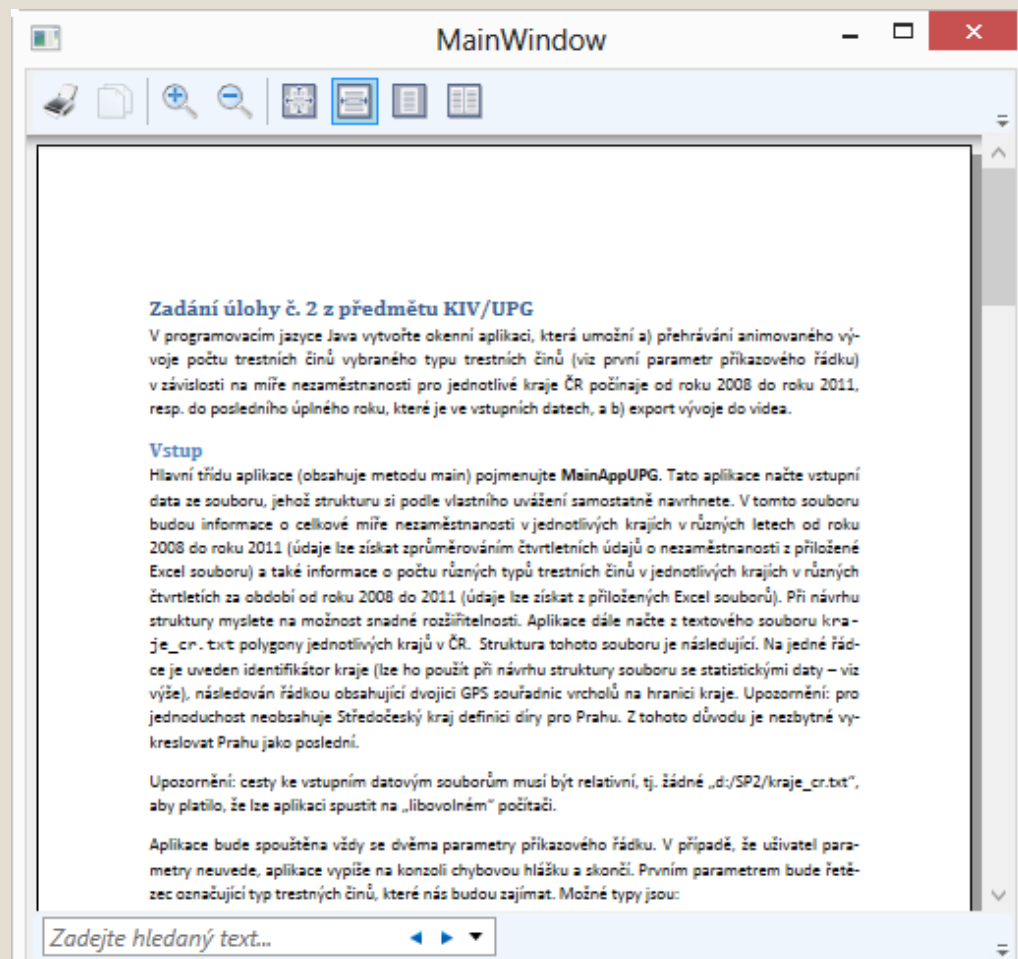 MainWindow
Zadání úlohy č. 2 z předmětu KIV/UPG
V programovacím jazyce Java vytvořte okenní aplikaci, která umožní a) přehrávání animovaného vý-
voje počtu trestních činů vybraného typu trestních činů (viz první parametr příkazového řádku)
v závislosti na míře nezaměstnanosti pro jednotlivé kraje ČR počínaje od roku 2008 do roku 2011,
resp. do posledního úplného roku, které je ve vstupních datech, a b) export vývoje do videa.
Vstup
Hlavní třídu aplikace (obsahuje metodu main) pojmenujte MainAppUPG. Tato aplikace načte vstupní
data ze souboru, jehož strukturu si podle vlastního uvážení samostatně navrhnete. V tomto souboru
budou informace o celkové míře nezaměstnanosti v jednotlivých krajích v různých letech od roku
2008 do roku 2011 (údaje lze získat zprůměrováním čtvrtletních údajů o nezaměstnanosti z přiložené
Excel souboru) a také informace o počtu různých typů trestních činů v jednotlivých krajích v různých
čtvrtletích za období od roku 2008 do 2011 (údaje lze získat z přiložených Excel souborů). Při návrhu
struktury myslete na možnost snadné rozšiřitelnosti. Aplikace dále načte z textového souboru kra-
je_cr.txt polygony jednotlivých krajů v ČR. Struktura tohoto souboru je následující. Na jedné řád-
ce je uveden identifikátor kraje (lze ho použít při návrhu struktury souboru se statistickými daty – viz
výše), následován řádkou obsahující dvojici GPS souřadnic vrcholů na hranici kraje. Upozornění: pro
jednoduchost neobsahuje Středočeský kraj definici díry pro Prahu. Z tohoto důvodu je nezbytné vy-
kreslovat Prahu jako poslední.
Upozornění: cesty ke vstupním datovým souborům musí být relativní, tj. žádné „d:/SP2/kraje_cr.txt“,
aby platilo, že lze aplikaci spustit na „libovolném“ počítači.
Aplikace bude spouštěna vždy se dvěma parametry příkazového řádku. V případě, že uživatel para-
metry neuvede, aplikace vypíše na konzoli chybovou hlášku a skončí. Prvním parametrem bude řetě-
zec označující typ trestných činů, které nás budou zajímat. Možné typy jsou:
Zadejte hledaný text...